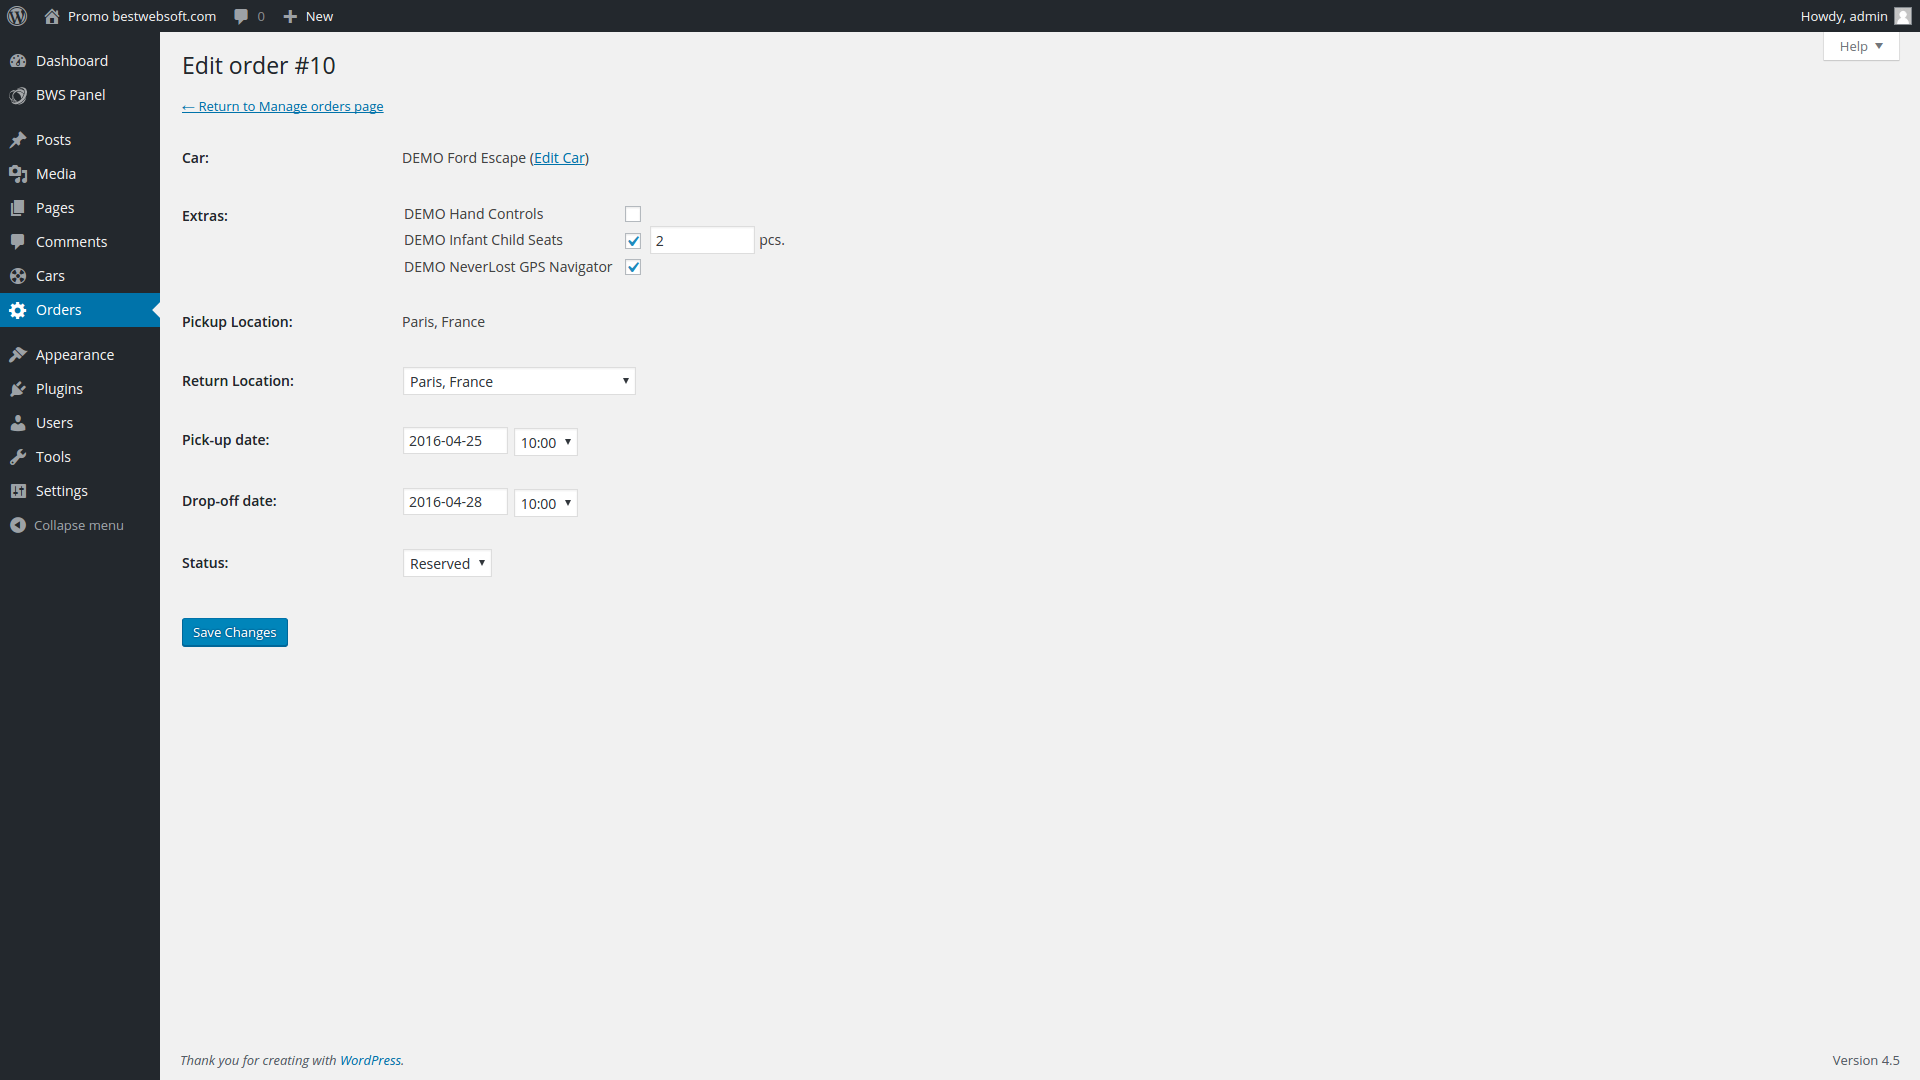 Promo bestwebsoft.com
0
New
Howdy, admin
Help
Dashboard
BWS Panel
Posts
Media
Pages
Comments
Cars
Orders
Appearance
Plugins
Users
Tools
Settings
Collapse menu
Edit order #10
← Return to Manage orders page
Car: DEMO Ford Escape (Edit Car)
Extras: DEMO Hand Controls
DEMO Infant Child Seats 2 pcs.
DEMO NeverLost GPS Navigator
Pickup Location: Paris, France
Return Location: Paris, France
Pick-up date: 2016-04-25 10:00
Drop-off date: 2016-04-28 10:00
Status: Reserved
Save Changes
Thank you for creating with WordPress.
Version 4.5